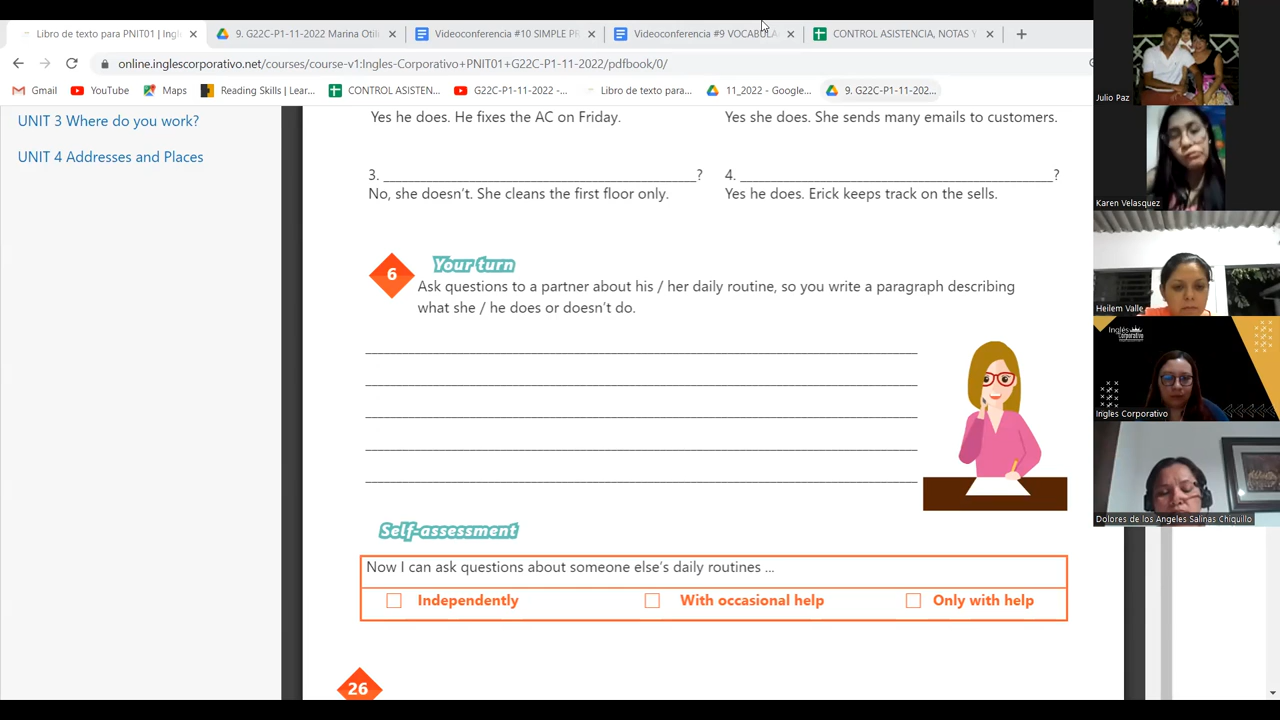 Libro de texto para PNIT01 | Ingl
9. G22C-P1-11-2022 Marina Otili
Videoconferencia #10 SIMPLE PR
Videoconferencia #9 VOCABULA
CONTROL ASISTENCIA, NOTAS Y
online.inglescorporativo.net/courses/course-v1:Ingles-Corporativo+PNIT01+G22C-P1-11-2022/pdfbook/0/
Gmail
YouTube
Maps
Reading Skills | Lear...
CONTROL ASISTEN...
G22C-P1-11-2022 -...
Libro de texto para...
11_2022 - Google...
9. G22C-P1-11-202...
UNIT 3 Where do you work?
UNIT 4 Addresses and Places
Yes he does. He fixes the AC on Friday.
Yes she does. She sends many emails to customers.
3. ________________________________________?
4. ________________________________________?
No, she doesn't. She cleans the first floor only.
Yes he does. Erick keeps track on the sells.
6
Your turn
Ask questions to a partner about his / her daily routine, so you write a paragraph describing
what she / he does or doesn't do.
Self-assessment
Now I can ask questions about someone else's daily routines ...
Independently
With occasional help
Only with help
26
Julio Paz
Karen Velasquez
Heilem Valle
Inglés
Corporativo
Ingles Corporativo
Dolores de los Angeles Salinas Chiquillo